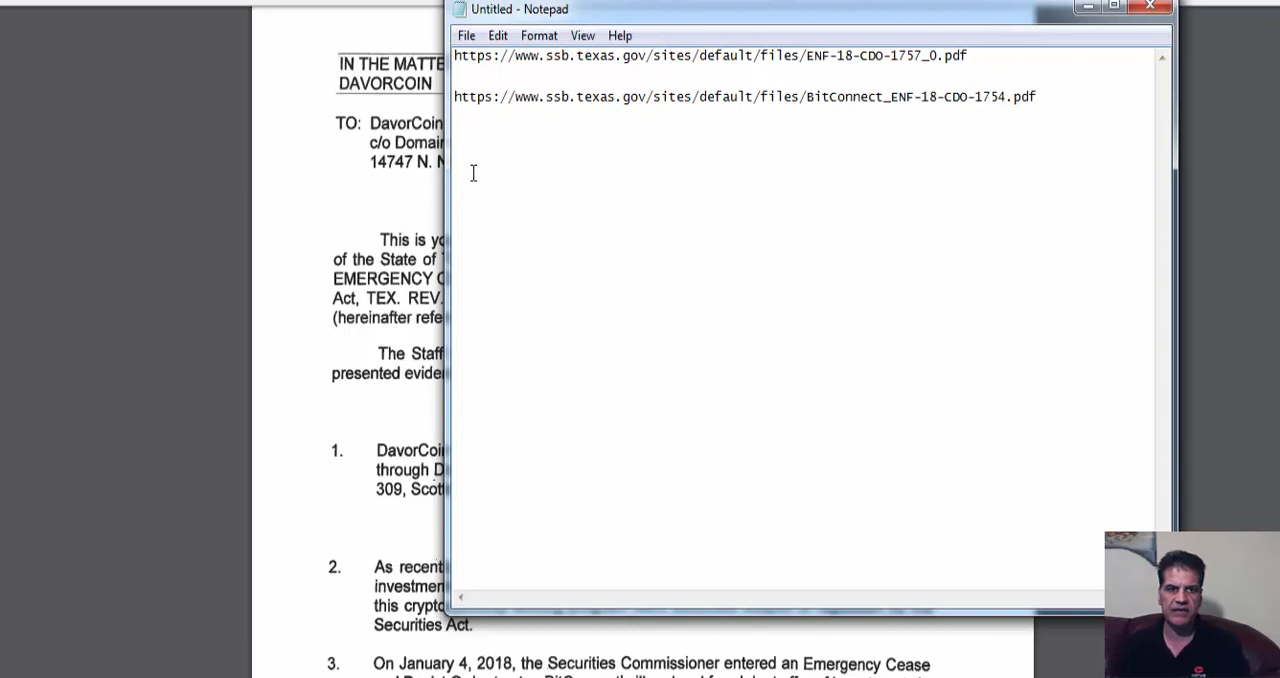 Untitled - Notepad
File Edit Format View Help
https://www.ssb.texas.gov/sites/default/files/ENF-18-CDO-1757_0.pdf
https://www.ssb.texas.gov/sites/default/files/BitConnect_ENF-18-CDO-1754.pdf
IN THE MATTE
DAVORCOIN
TO: DavorCoin
c/o Domain
14747 N. N
This is yo
of the State of
EMERGENCY C
Act, TEX. REV.
(hereinafter refe
The Staff
presented eviden
1. DavorCoin
through D
309, Scot
2. As recent
investmen
this crypto
Securities Act.
3. On January 4, 2018, the Securities Commissioner entered an Emergency Cease